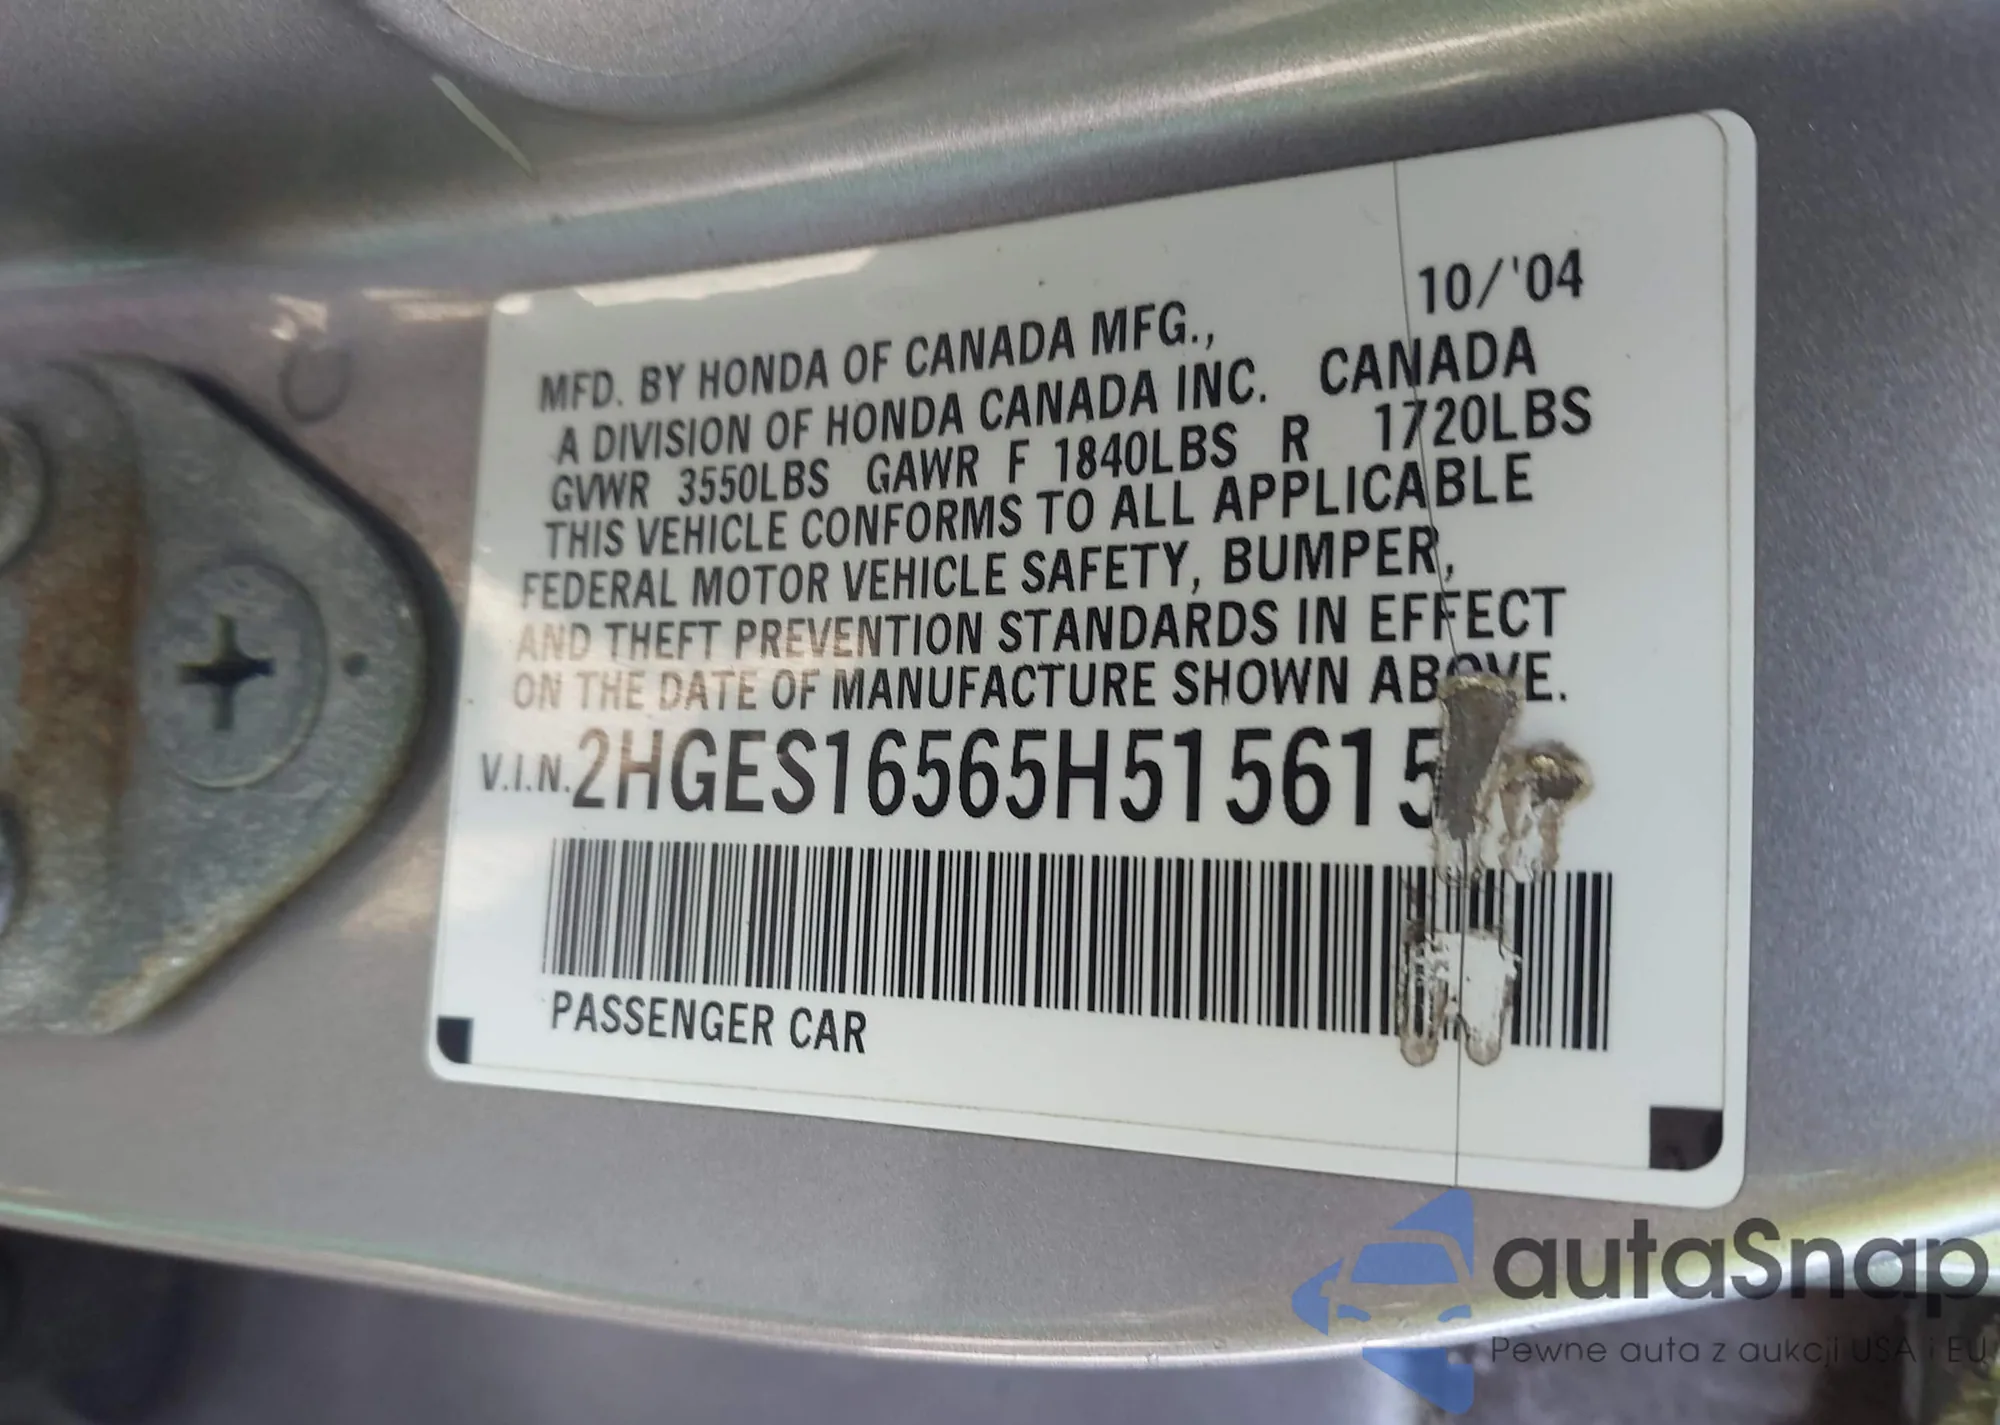 10/'04
MFD. BY HONDA OF CANADA MFG.,
A DIVISION OF HONDA CANADA INC. CANADA
GVWR 3550LBS GAWR F 1840LBS R 1720LBS
THIS VEHICLE CONFORMS TO ALL APPLICABLE
FEDERAL MOTOR VEHICLE SAFETY, BUMPER,
AND THEFT PREVENTION STANDARDS IN EFFECT
ON THE DATE OF MANUFACTURE SHOWN ABOVE.
V.I.N. 2HGES16565H515615
PASSENGER CAR
autaSnap
Pewne auta z aukcji USA i EU